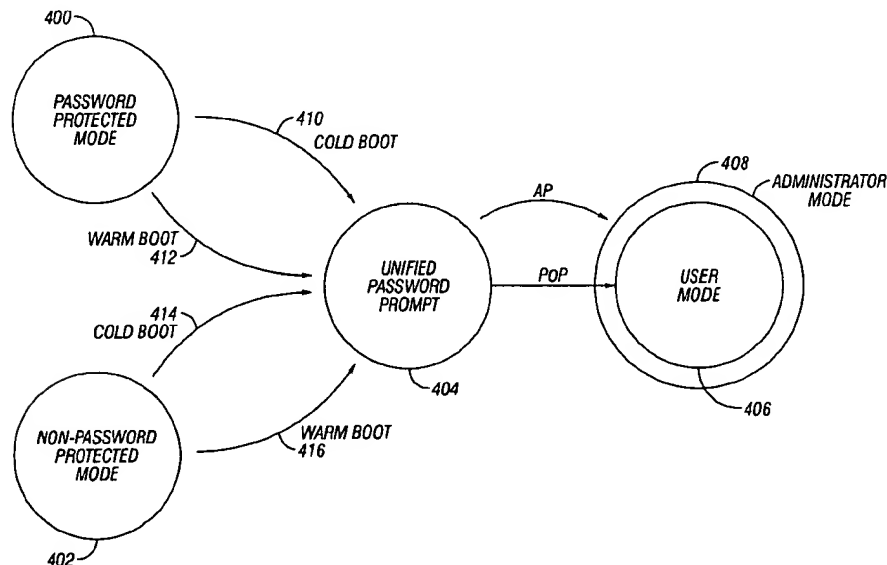 400
PASSWORD
PROTECTED
MODE
410
COLD BOOT
WARM BOOT
412
414
COLD BOOT
NON-PASSWORD
PROTECTED
MODE
402
WARM BOOT
416
UNIFIED
PASSWORD
PROMPT
404
AP
POP
408
ADMINISTRATOR
MODE
USER
MODE
406